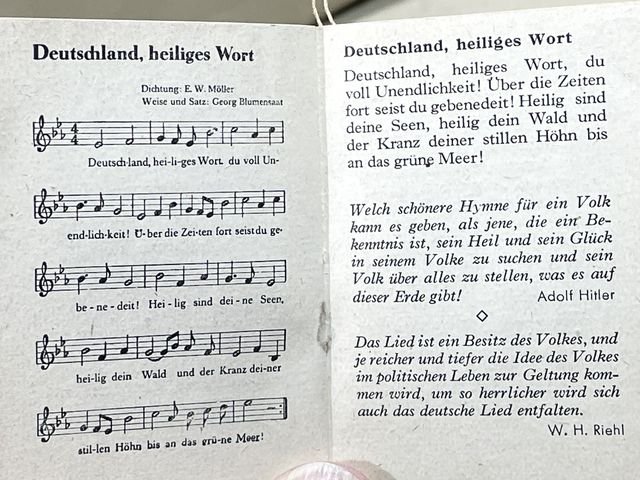 Deutschland, heiliges Wort
Dichtung: E. W. Möller
Weise und Satz: Georg Blumensaat
4
4
Deutsch-land, hei-li-ges Wort du voll Un-
end-lich-keit! Ü-ber die Zei-ten fort seist du ge-
be-ne-deit! Hei-lig sind dei-ne Seen,
hei-lig dein Wald und der Kranz dei-ner
stil-len Höhn bis an das grü-ne Meer!
Deutschland, heiliges Wort
Deutschland, heiliges Wort, du
voll Unendlichkeit! Über die Zeiten
fort seist du gebenedeit! Heilig sind
deine Seen, heilig dein Wald und
der Kranz deiner stillen Höhn bis
an das grüne Meer!
Welch schönere Hymne für ein Volk
kann es geben, als jene, die ein Be-
kenntnis ist, sein Heil und sein Glück
in seinem Volke zu suchen und sein
Volk über alles zu stellen, was es auf
dieser Erde gibt! Adolf Hitler
Das Lied ist ein Besitz des Volkes, und
je reicher und tiefer die Idee des Volkes
im politischen Leben zur Geltung kom-
men wird, um so herrlicher wird sich
auch das deutsche Lied entfalten.
W. H. Riehl